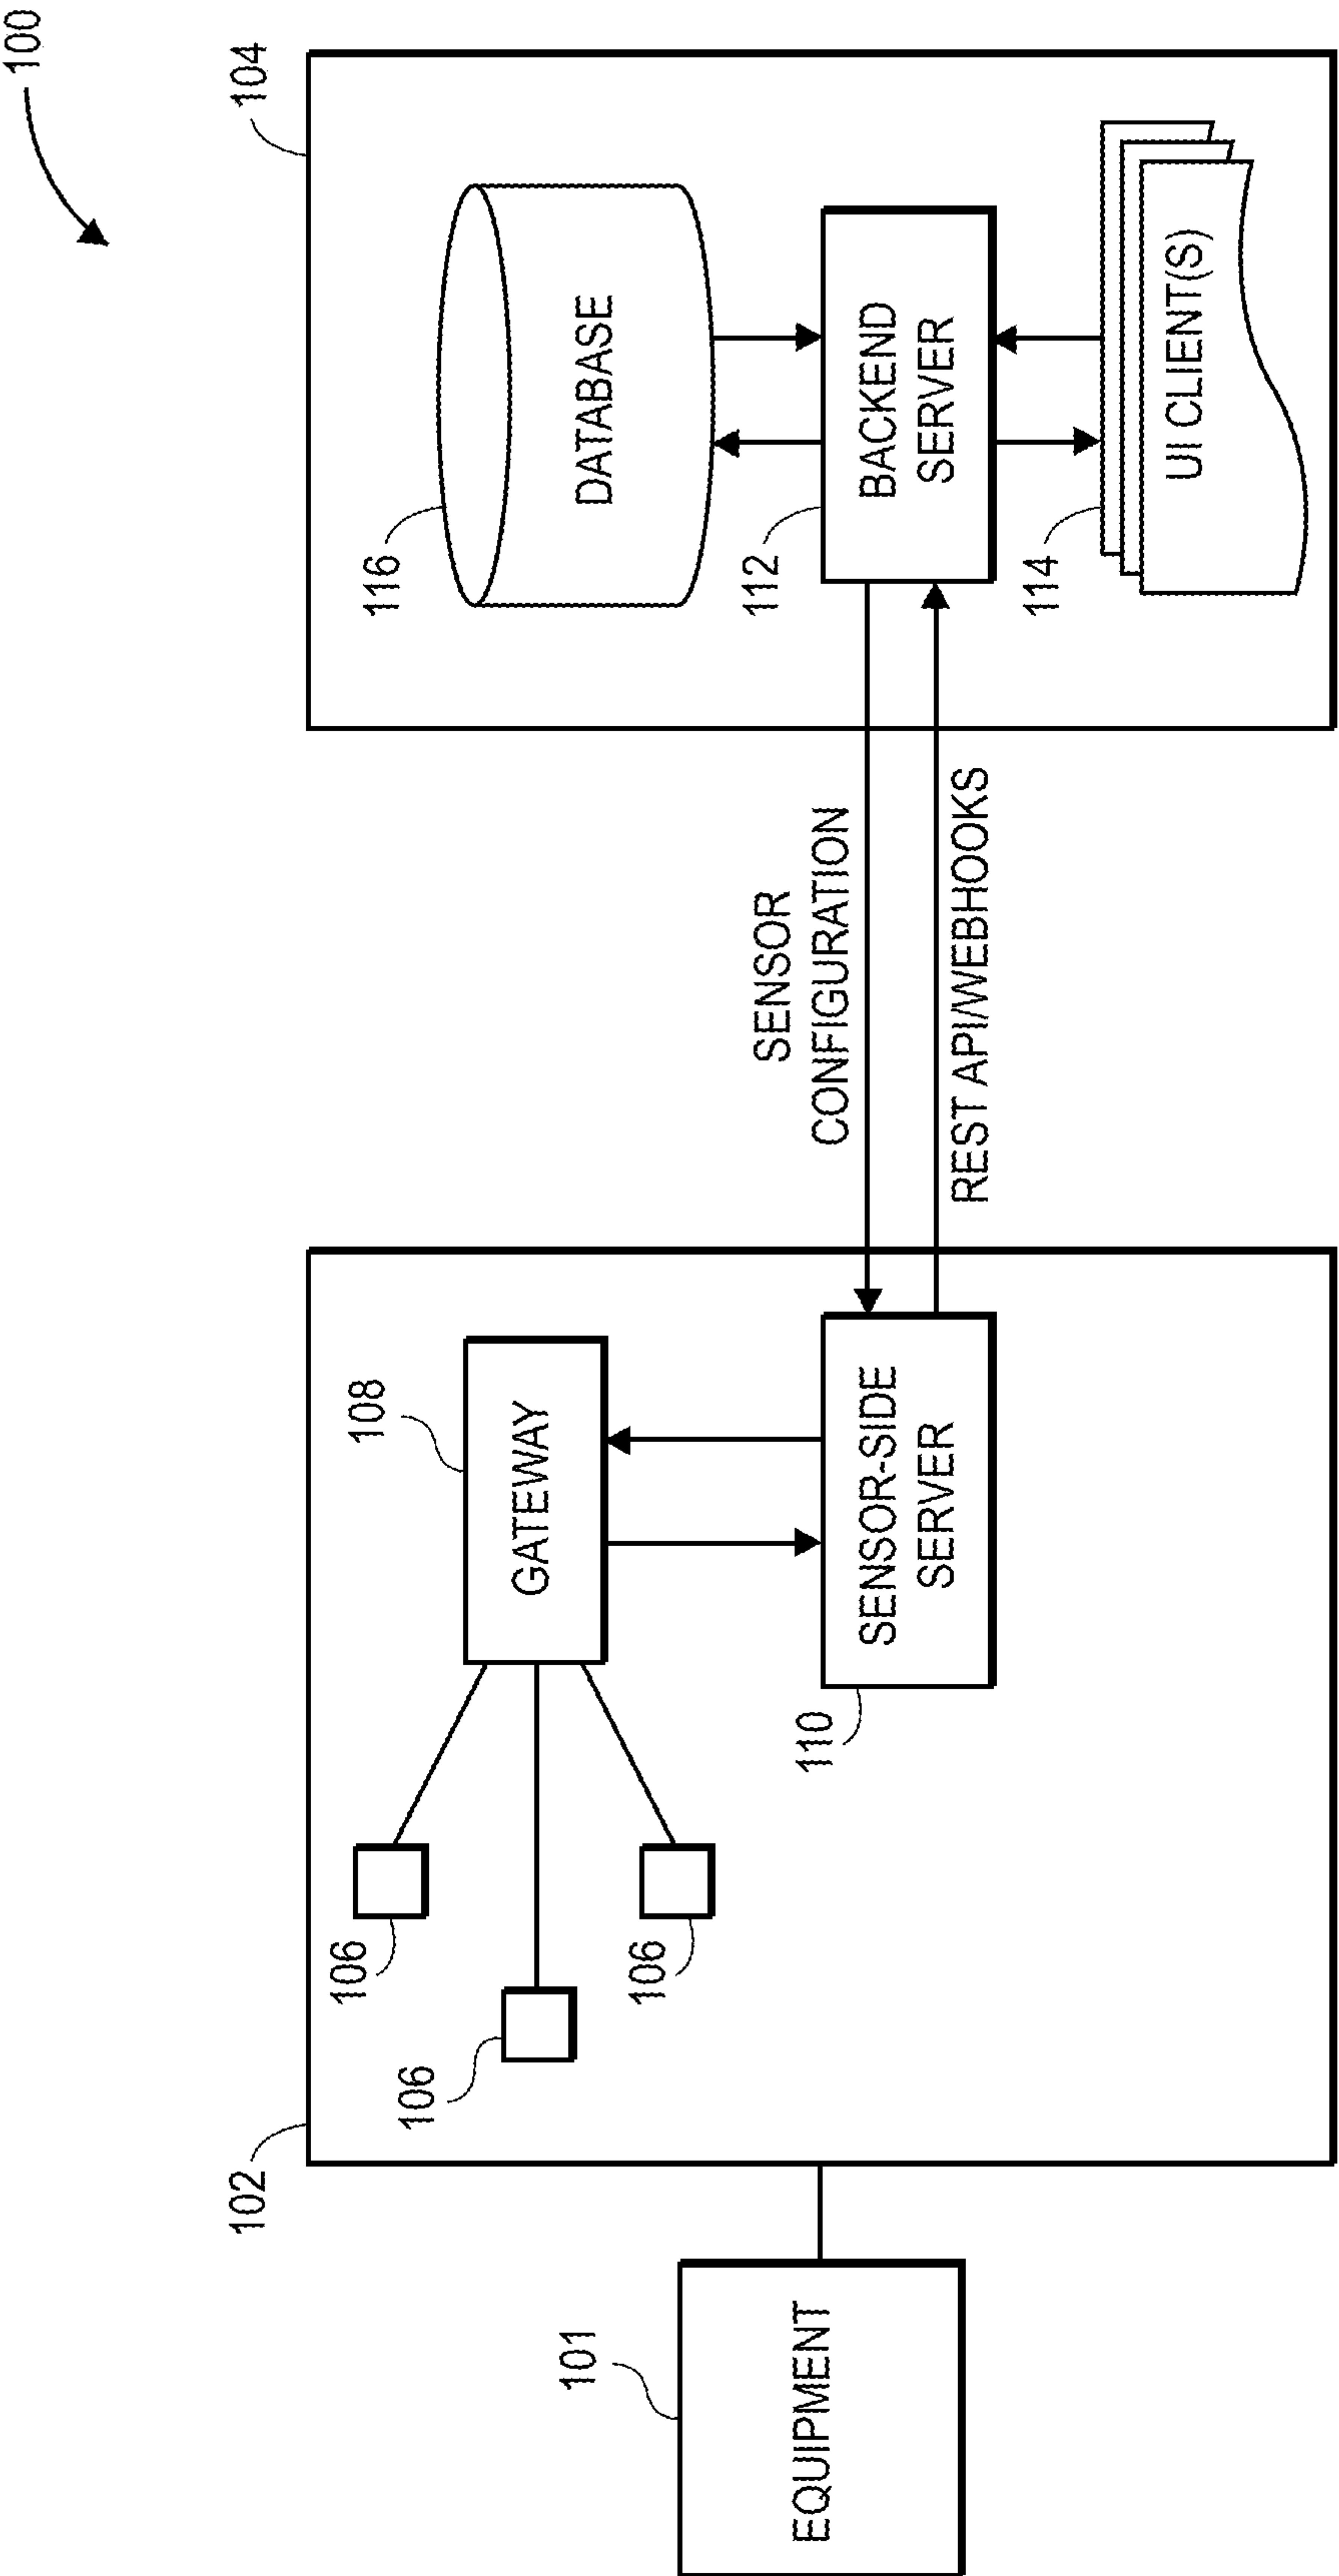 100
102
104
106
108
GATEWAY
106
106
110
SENSOR-SIDE
SERVER
101
EQUIPMENT
SENSOR
CONFIGURATION
REST API/WEBHOOKS
116
DATABASE
112
BACKEND
SERVER
114
UI CLIENT(S)